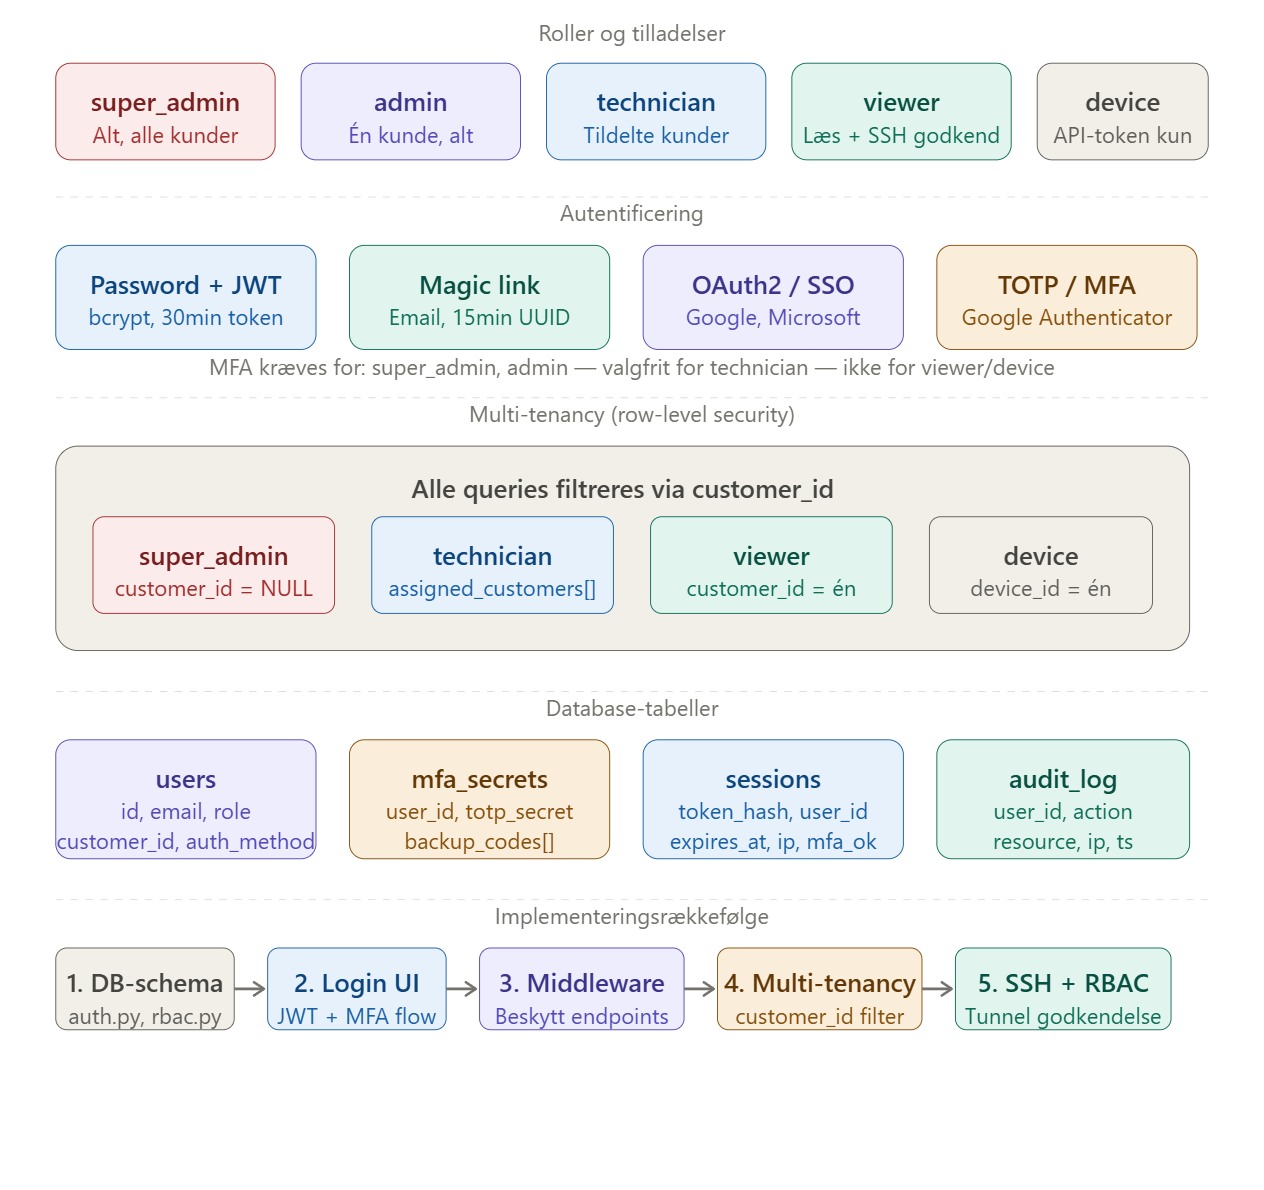 Roller og tilladelser
super_admin
Alt, alle kunder
admin
Én kunde, alt
technician
Tildelte kunder
viewer
Læs + SSH godkend
device
API-token kun
Autentificering
Password + JWT
bcrypt, 30min token
Magic link
Email, 15min UUID
OAuth2 / SSO
Google, Microsoft
TOTP / MFA
Google Authenticator
MFA kræves for: super_admin, admin — valgfrit for technician — ikke for viewer/device
Multi-tenancy (row-level security)
Alle queries filtreres via customer_id
super_admin
customer_id = NULL
technician
assigned_customers[]
viewer
customer_id = én
device
device_id = én
Database-tabeller
users
id, email, role
customer_id, auth_method
mfa_secrets
user_id, totp_secret
backup_codes[]
sessions
token_hash, user_id
expires_at, ip, mfa_ok
audit_log
user_id, action
resource, ip, ts
Implementeringsrækkefølge
1. DB-schema
auth.py, rbac.py
2. Login UI
JWT + MFA flow
3. Middleware
Beskytt endpoints
4. Multi-tenancy
customer_id filter
5. SSH + RBAC
Tunnel godkendelse